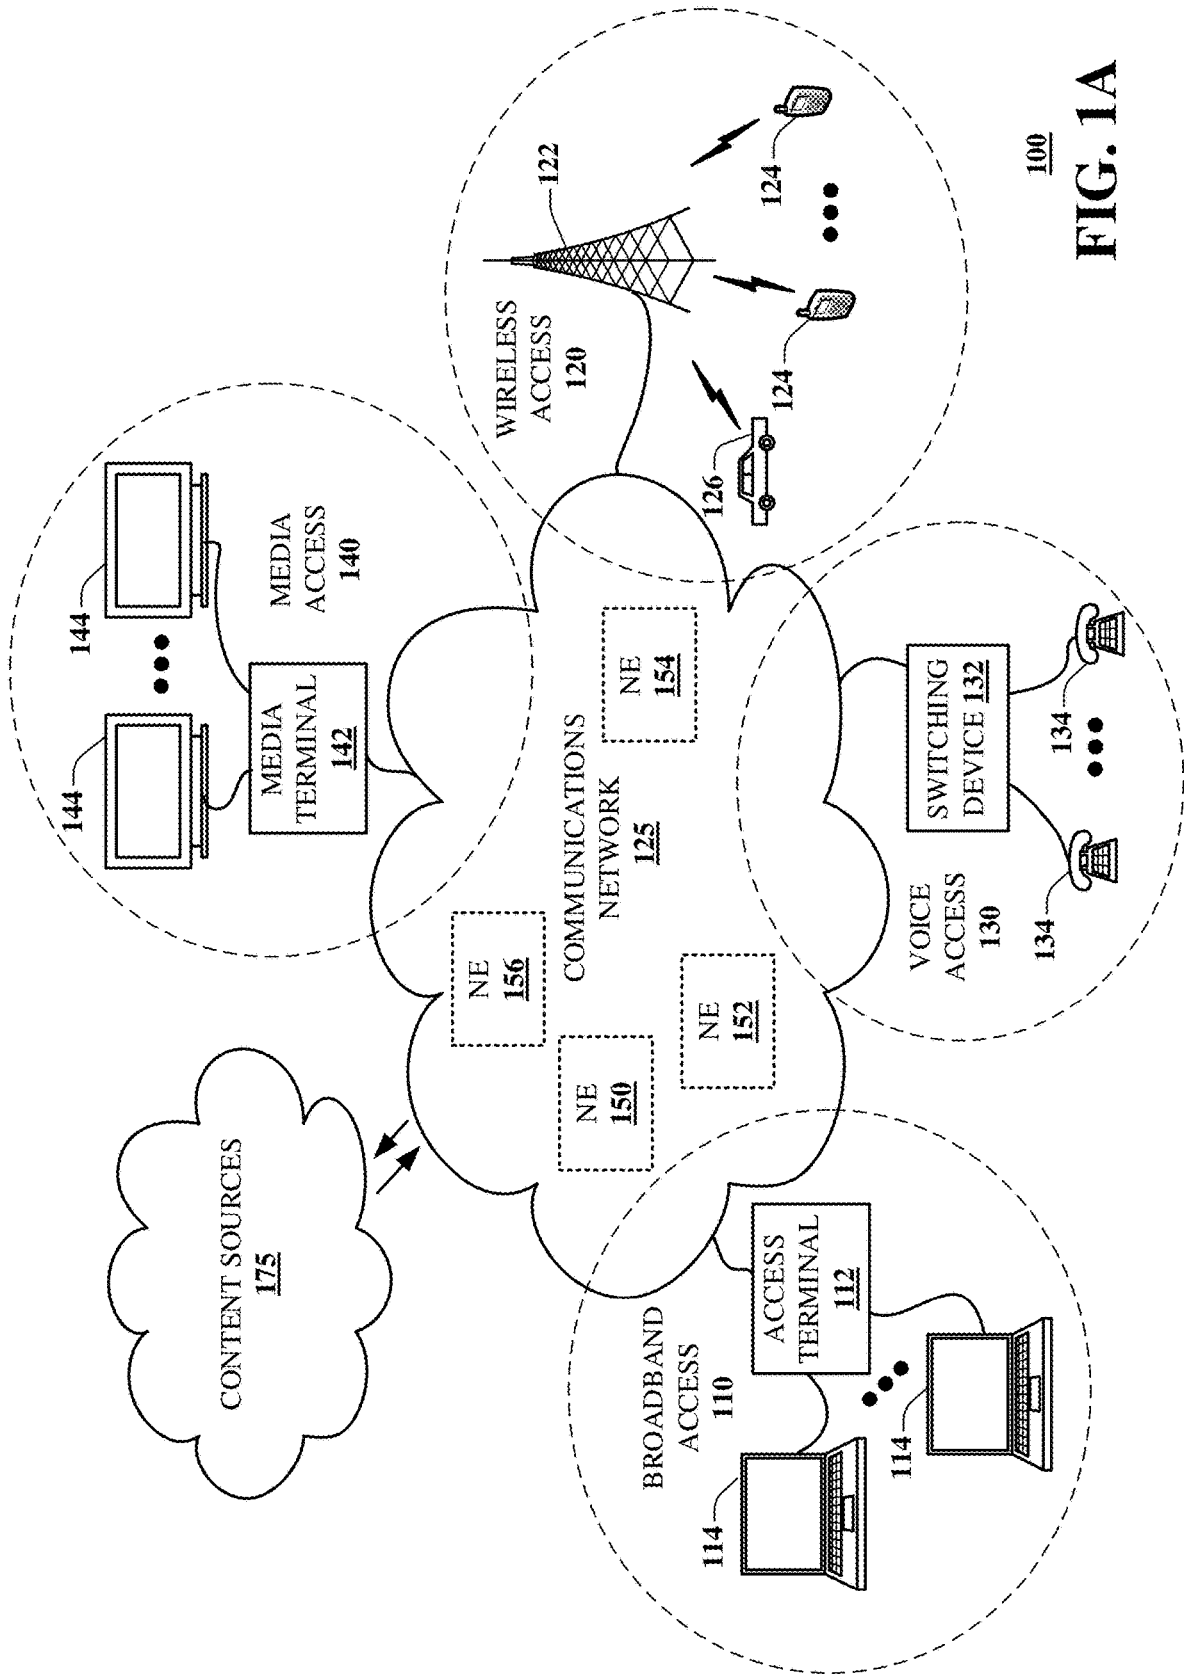 CONTENT SOURCES
175
144
144
MEDIA
TERMINAL
142
MEDIA
ACCESS
140
NE
156
NE
150
NE
152
COMMUNICATIONS
NETWORK
125
NE
154
WIRELESS
ACCESS
120
122
126
124
124
BROADBAND
ACCESS
110
114
ACCESS
TERMINAL
112
114
VOICE
ACCESS
130
SWITCHING
DEVICE 132
134
134
100
FIG. 1A